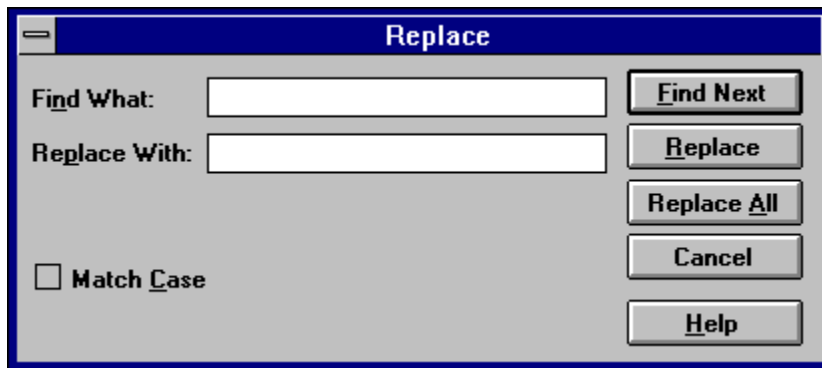 Replace
Find What:
Find Next
Replace With:
Replace
Replace All
Cancel
Match Case
Help